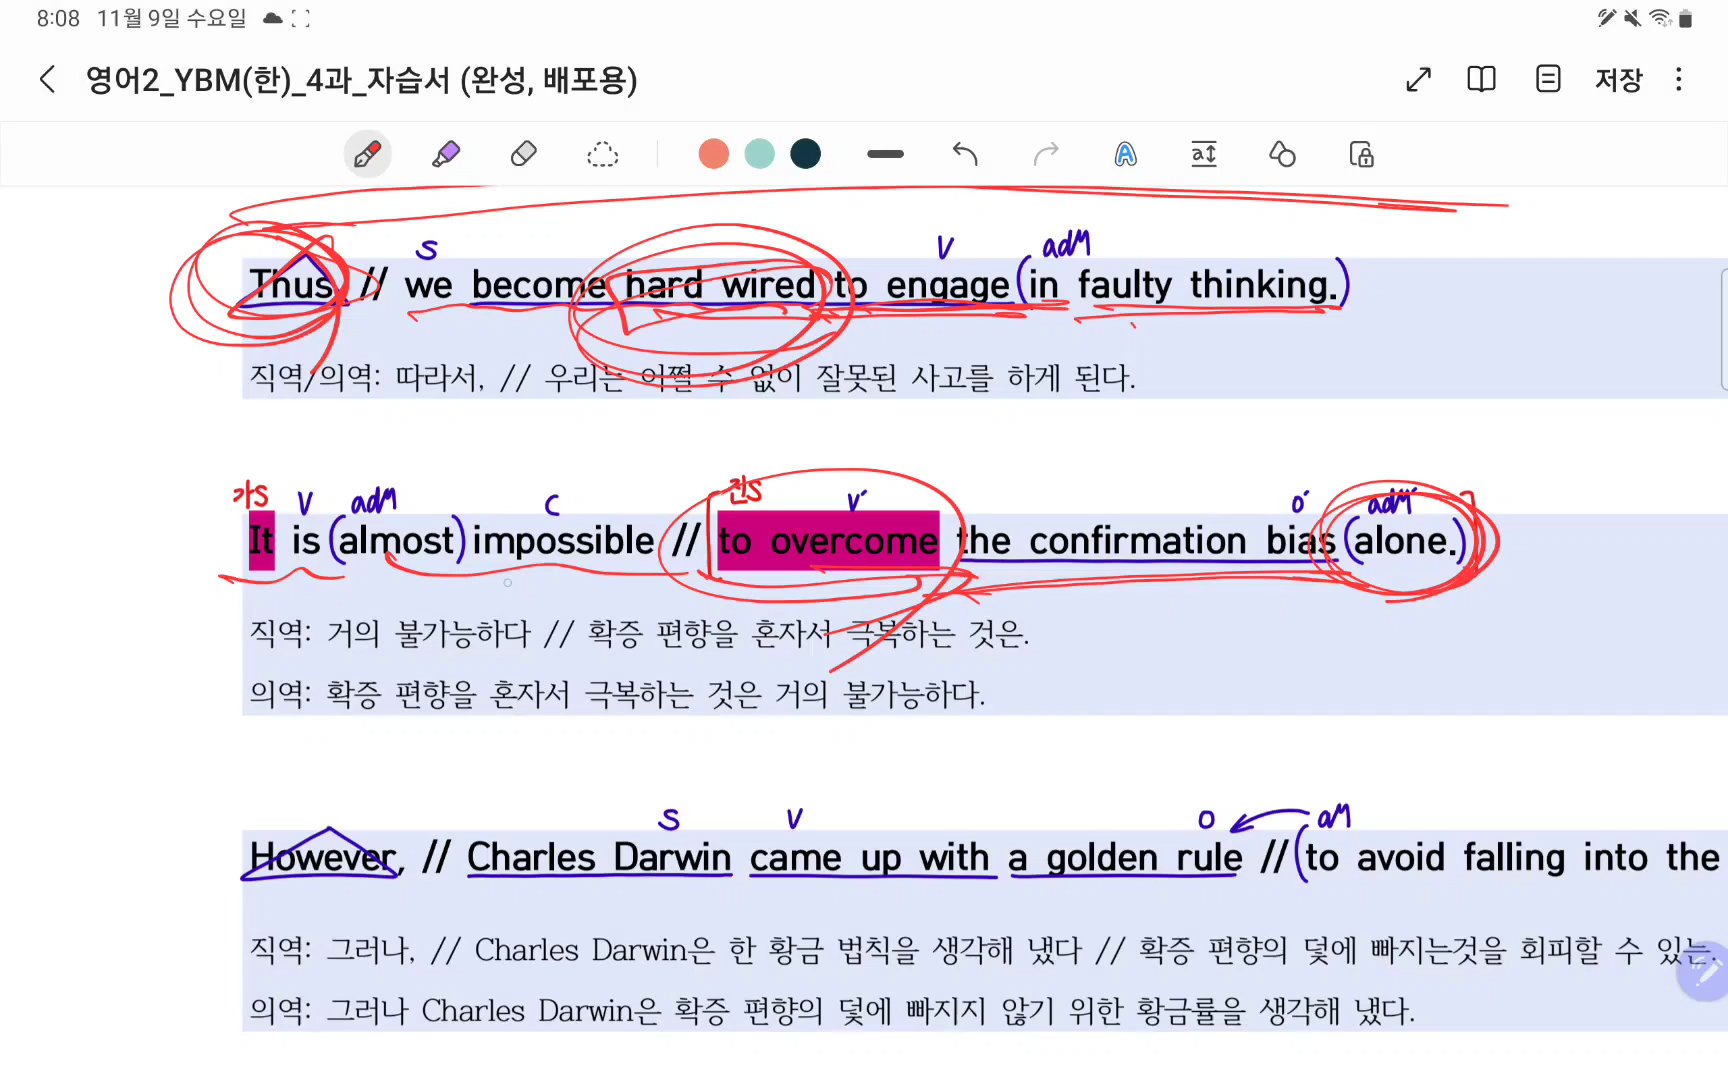 8:08 11월 9일 수요일
영어2_YBM(한)_4과_자습서 (완성, 배포용)
저장
S V adM
Thus // we become hard wired to engage (in faulty thinking.)
직역/의역: 따라서, // 우리는 어쩔 수 없이 잘못된 사고를 하게 된다.
가S V adM C 진S V' O' adM'
It is (almost) impossible // to overcome the confirmation bias (alone.)
직역: 거의 불가능하다 // 확증 편향을 혼자서 극복하는 것은.
의역: 확증 편향을 혼자서 극복하는 것은 거의 불가능하다.
S V O aM
However, // Charles Darwin came up with a golden rule // (to avoid falling into the
직역: 그러나, // Charles Darwin은 한 황금 법칙을 생각해 냈다 // 확증 편향의 덫에 빠지는것을 회피할 수 있는.
의역: 그러나 Charles Darwin은 확증 편향의 덫에 빠지지 않기 위한 황금률을 생각해 냈다.